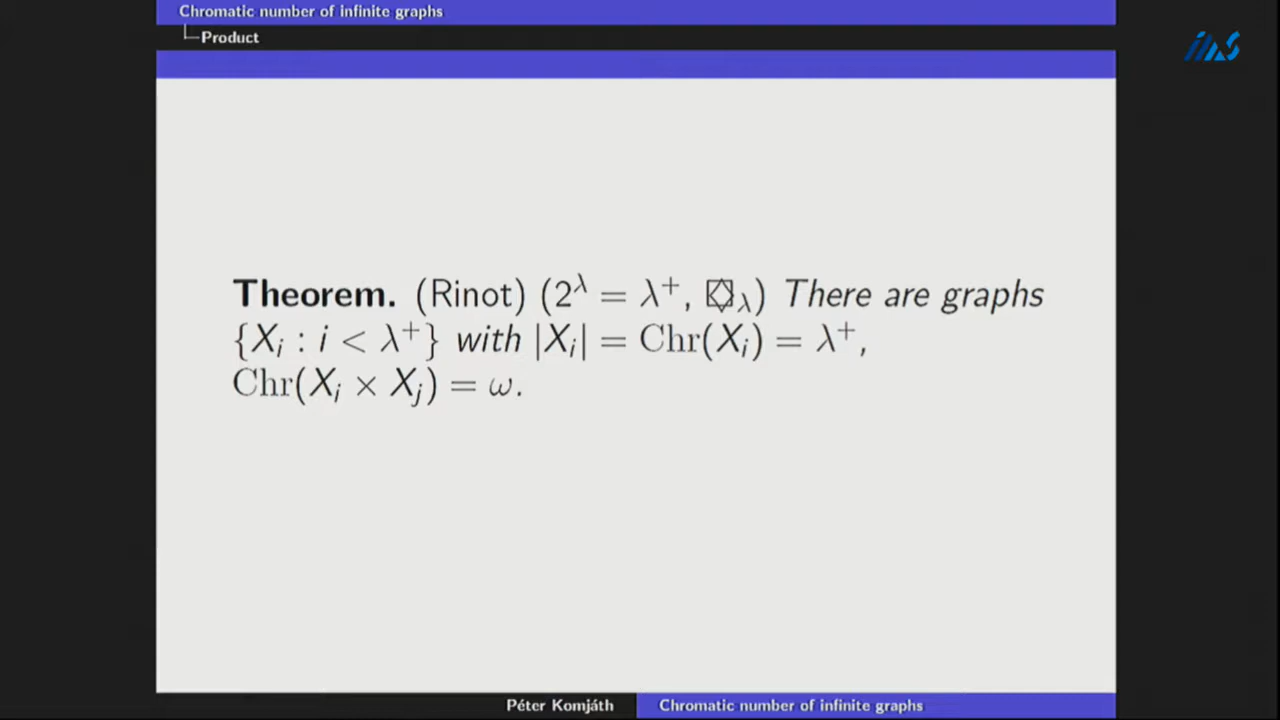 Chromatic number of infinite graphs
Product
iias
Theorem. (Rinot) (2^λ = λ⁺, ⌧_λ) There are graphs
{X_i : i < λ⁺} with |X_i| = Chr(X_i) = λ⁺,
Chr(X_i × X_j) = ω.
Péter Komjáth
Chromatic number of infinite graphs